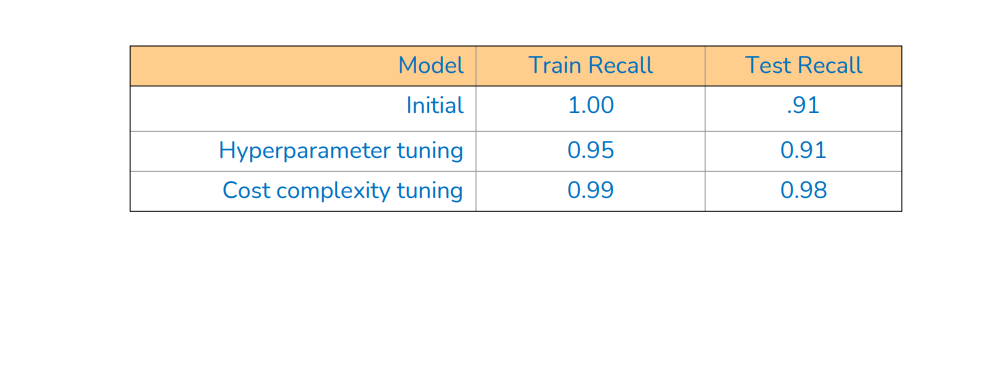 Model Train Recall Test Recall
Initial 1.00 .91
Hyperparameter tuning 0.95 0.91
Cost complexity tuning 0.99 0.98